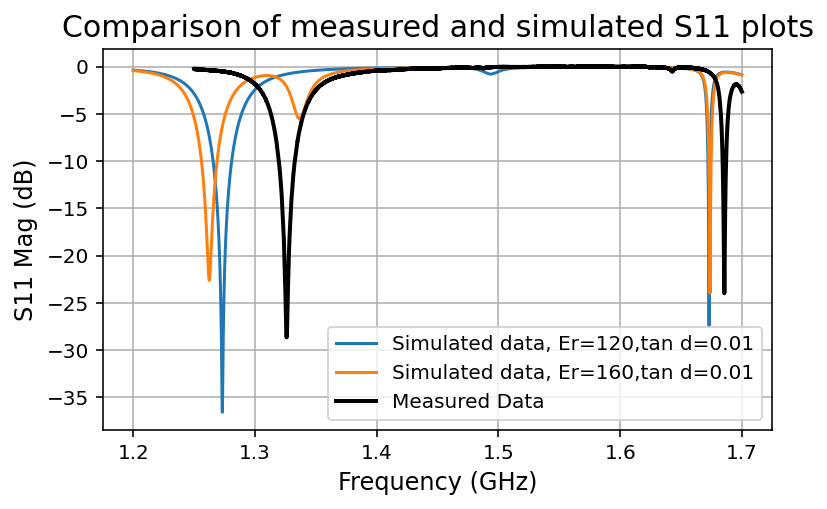 Comparison of measured and simulated S11 plots
0
−5
−10
−15
−20
−25
−30
−35
S11 Mag (dB)
Simulated data, Er=120,tan d=0.01
Simulated data, Er=160,tan d=0.01
Measured Data
1.2 1.3 1.4 1.5 1.6 1.7
Frequency (GHz)